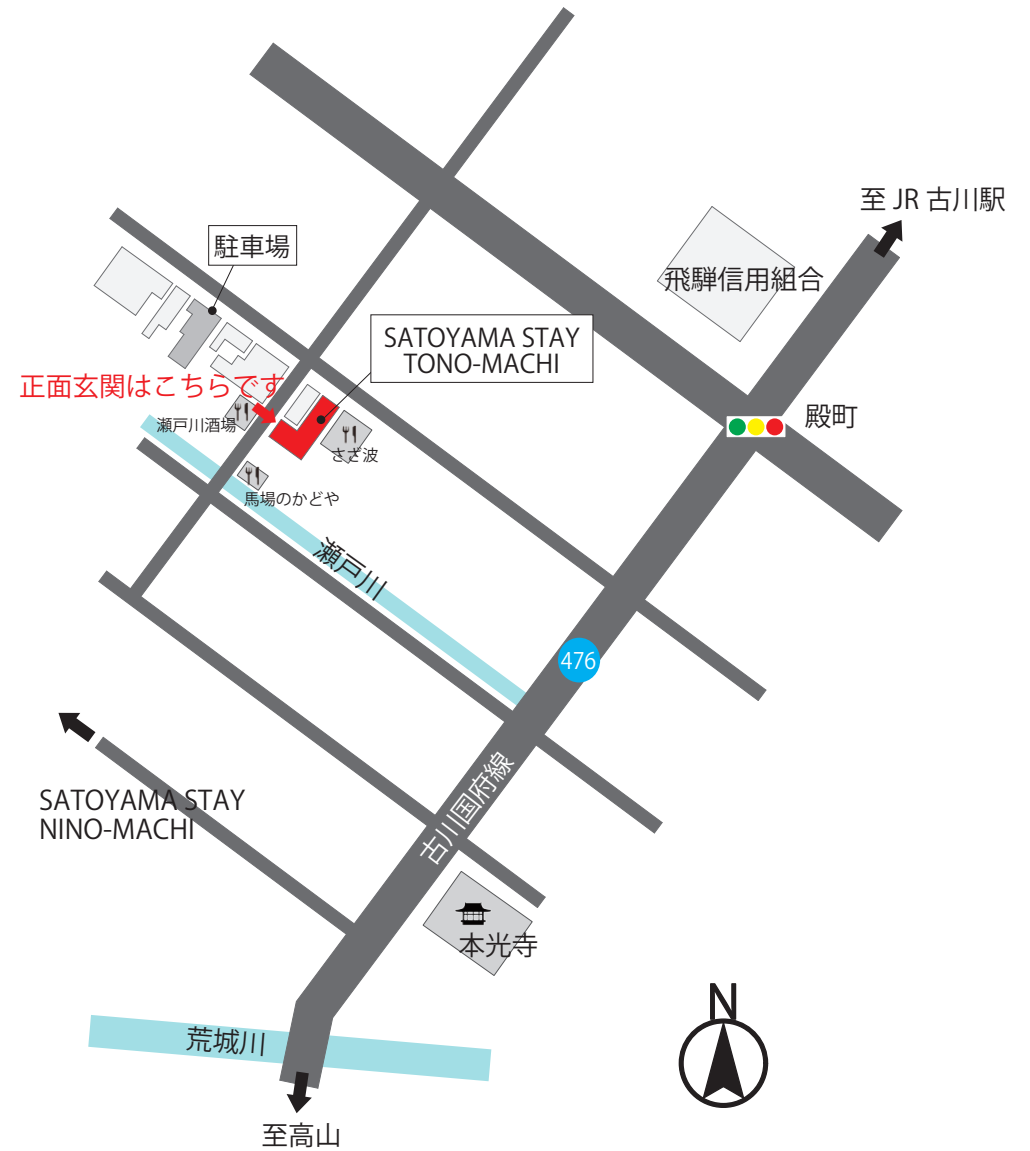 至 JR 古川駅
駐車場
飛騨信用組合
SATOYAMA STAY
TONO-MACHI
正面玄関はこちらです
殿町
瀬戸川酒場
さざ波
馬場のかどや
瀬戸川
476
古川国府線
SATOYAMA STAY
NINO-MACHI
本光寺
N
荒城川
至高山